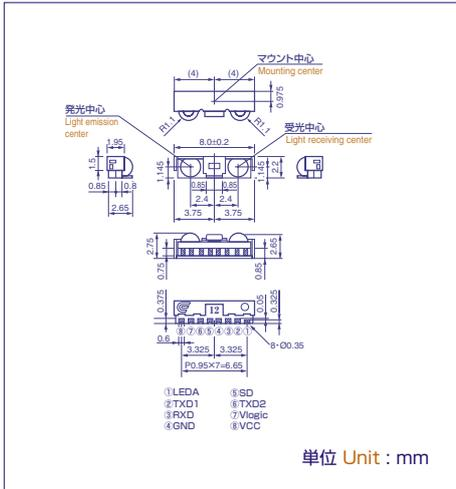 マウント中心
Mounting center
(4) (4)
0.975
R1.1 R1.1
発光中心
Light emission
center
8.0±0.2
受光中心
Light receiving center
1.95
1.5
0.85 0.8
2.65
1.145
0.85 0.85
2.4 2.4
3.75 3.75
1.145
2.2
2.75
0.75
2.65
0.85
0.375
12
0.05
0.325
⑧⑦⑥⑤④③②①
0.6
8-Ø0.35
3.325 3.325
P0.95×7=6.65
①LEDA ⑤SD
②TXD1 ⑥TXD2
③RXD ⑦Vlogic
④GND ⑧VCC
単位 Unit : mm